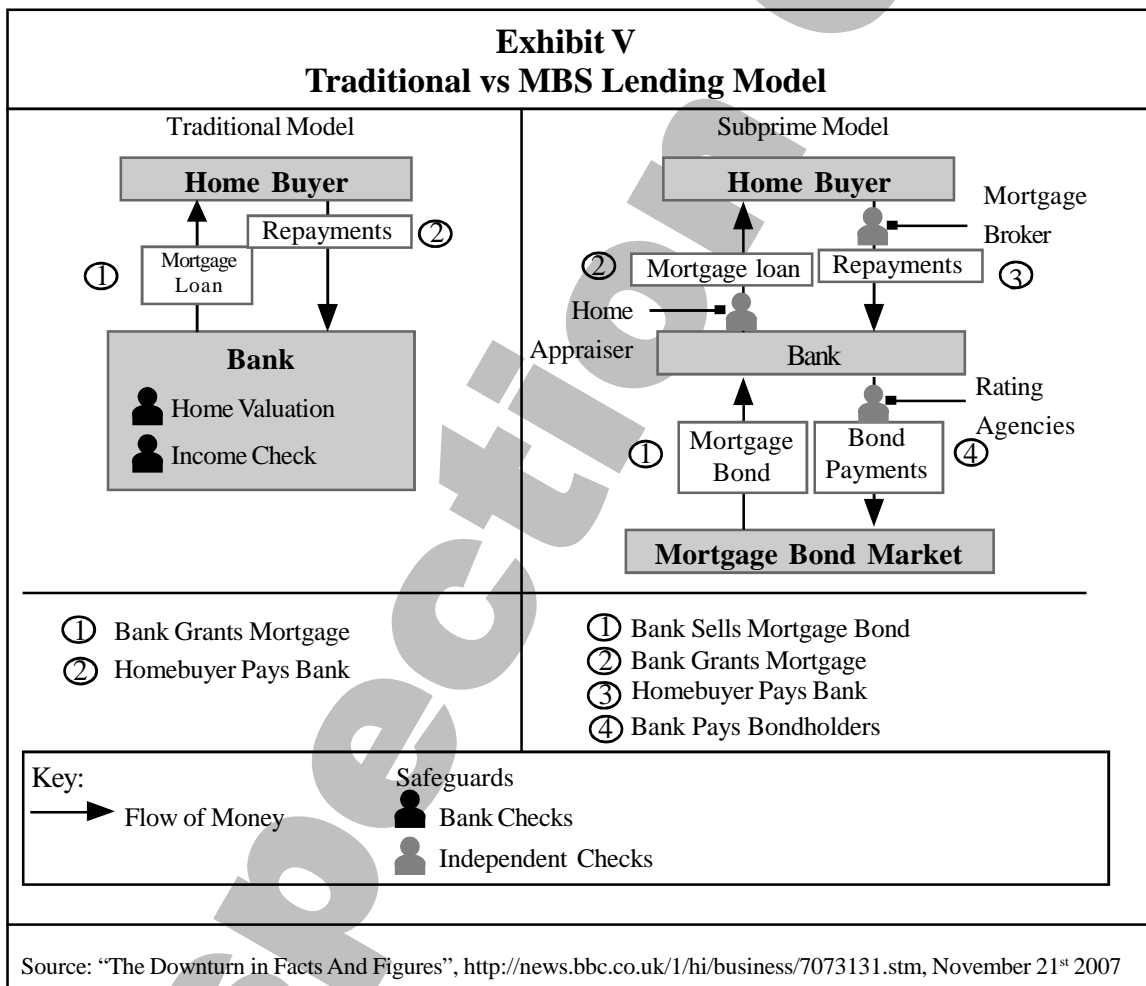 Exhibit V
Traditional vs MBS Lending Model
Traditional Model
Home Buyer
Repayments
②
①
Mortgage
Loan
Bank
Home Valuation
Income Check
Subprime Model
Home Buyer
Mortgage
Broker
②
Mortgage loan
Repayments
③
Home
Appraiser
Bank
Rating
Agencies
①
Mortgage
Bond
Bond
Payments
④
Mortgage Bond Market
① Bank Grants Mortgage
② Homebuyer Pays Bank
① Bank Sells Mortgage Bond
② Bank Grants Mortgage
③ Homebuyer Pays Bank
④ Bank Pays Bondholders
Key:
Flow of Money
Safeguards
Bank Checks
Independent Checks
Source: “The Downturn in Facts And Figures”, http://news.bbc.co.uk/1/hi/business/7073131.stm, November 21st 2007